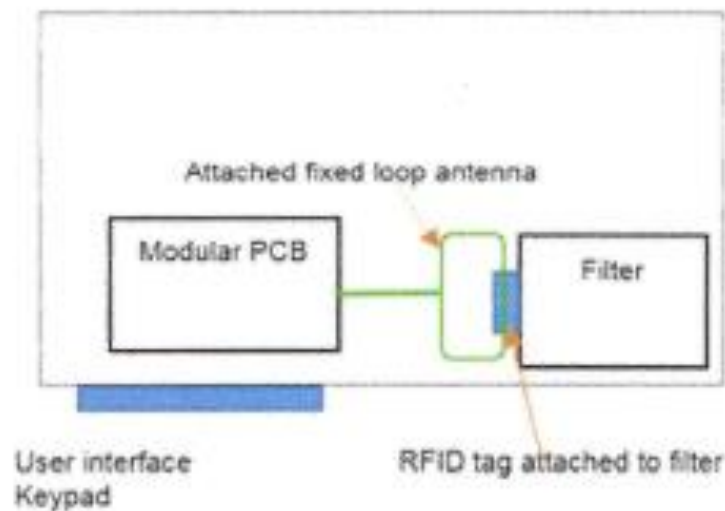 Attached fixed loop antenna
Modular PCB
Filter
User interface
Keypad
RFID tag attached to filter